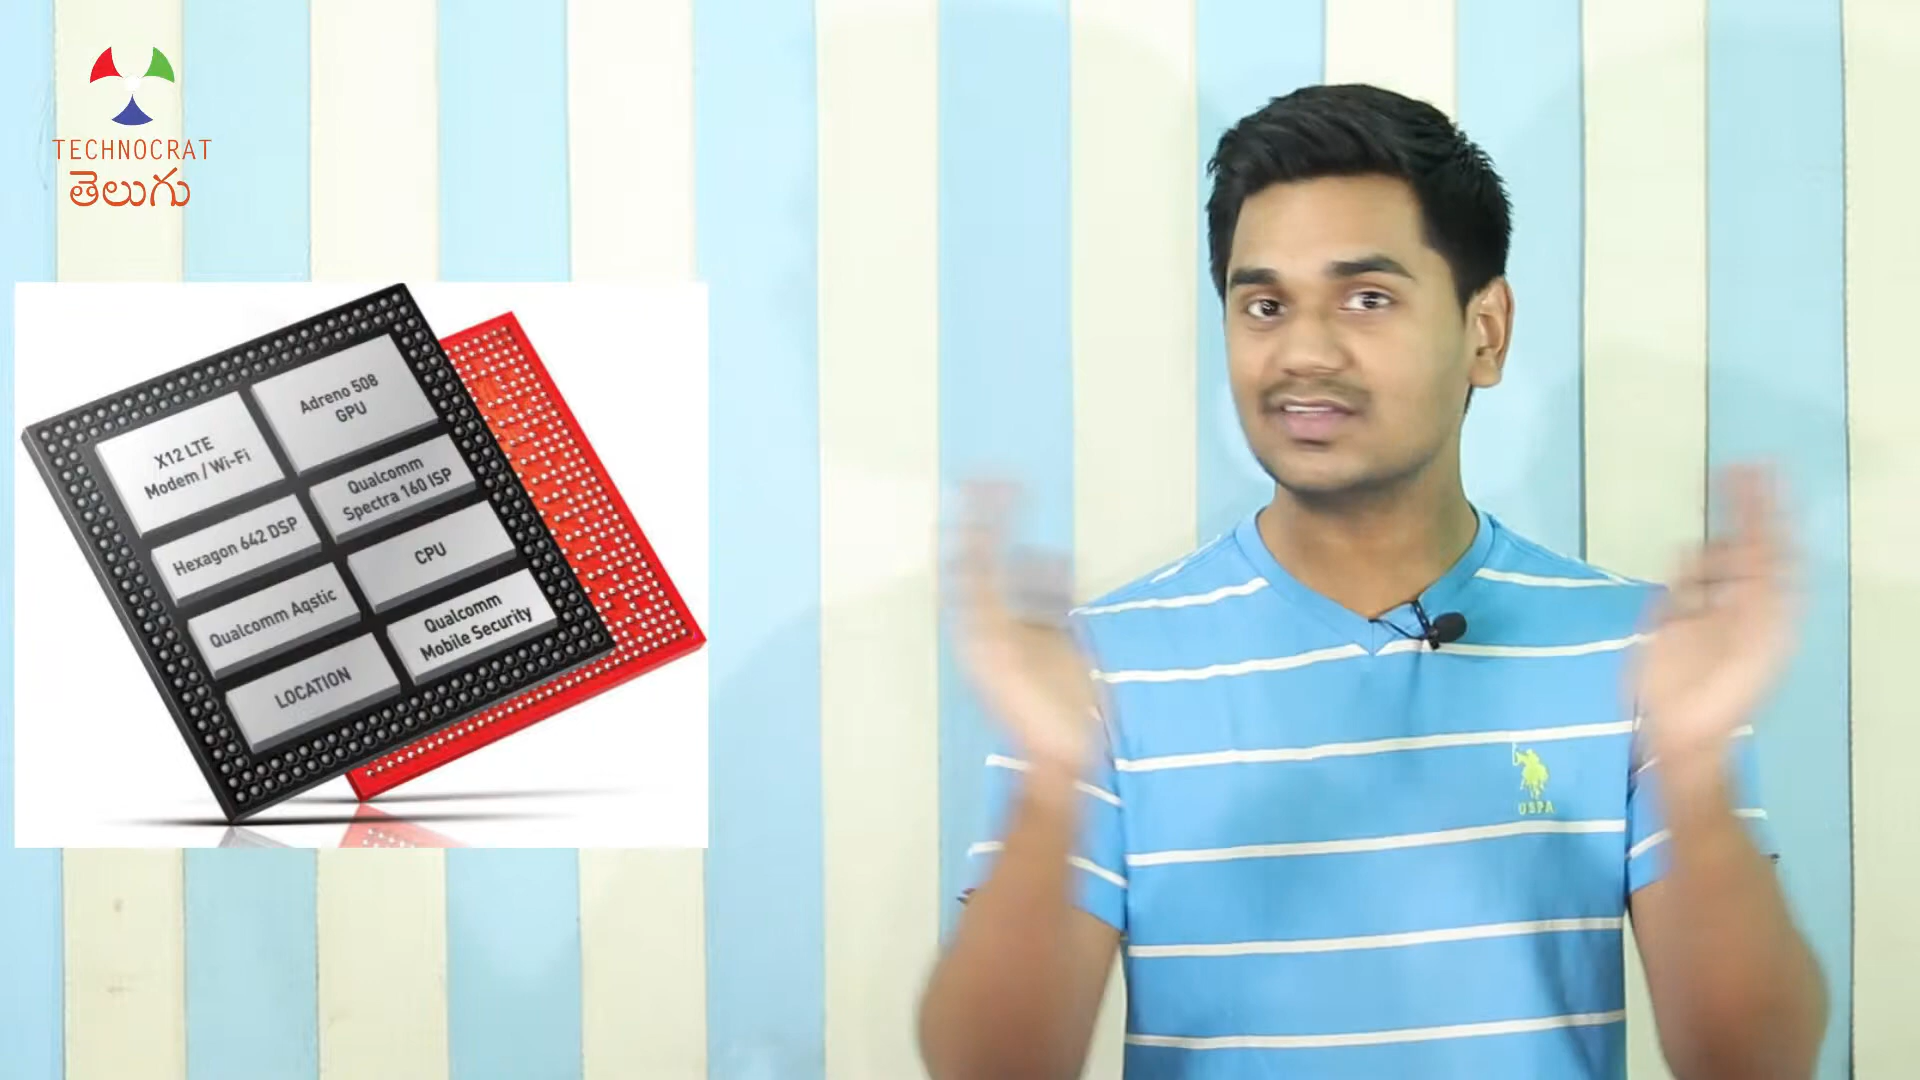 TECHNOCRAT
తెలుగు
Adreno 508
GPU
X12 LTE
Modem / Wi-Fi
Qualcomm
Spectra 160 ISP
Hexagon 642 DSP
CPU
Qualcomm Aqstic
Qualcomm
Mobile Security
LOCATION
USPA